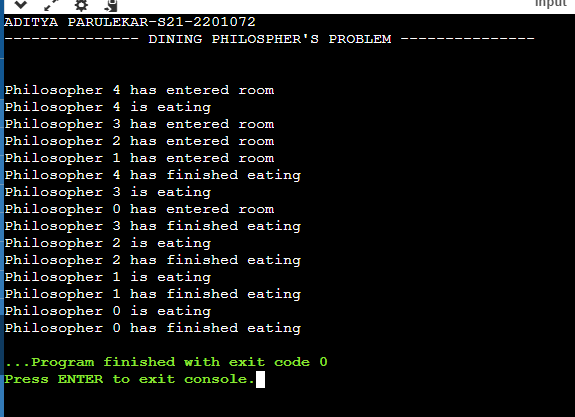 input
ADITYA PARULEKAR-S21-2201072
--------------- DINING PHILOSPHER'S PROBLEM ---------------
Philosopher 4 has entered room
Philosopher 4 is eating
Philosopher 3 has entered room
Philosopher 2 has entered room
Philosopher 1 has entered room
Philosopher 4 has finished eating
Philosopher 3 is eating
Philosopher 0 has entered room
Philosopher 3 has finished eating
Philosopher 2 is eating
Philosopher 2 has finished eating
Philosopher 1 is eating
Philosopher 1 has finished eating
Philosopher 0 is eating
Philosopher 0 has finished eating
...Program finished with exit code 0
Press ENTER to exit console.